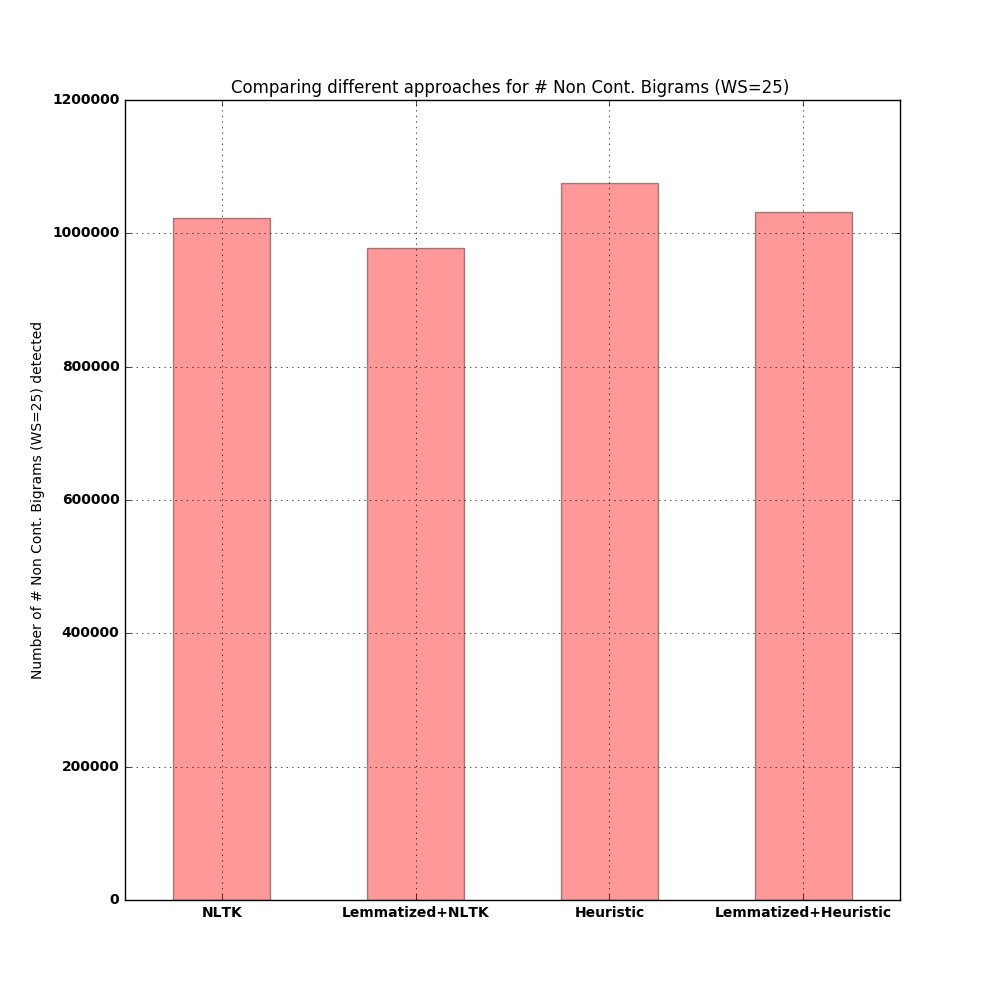 Comparing different approaches for # Non Cont. Bigrams (WS=25)
1200000
1000000
800000
600000
400000
200000
0
Number of # Non Cont. Bigrams (WS=25) detected
NLTK Lemmatized+NLTK Heuristic Lemmatized+Heuristic